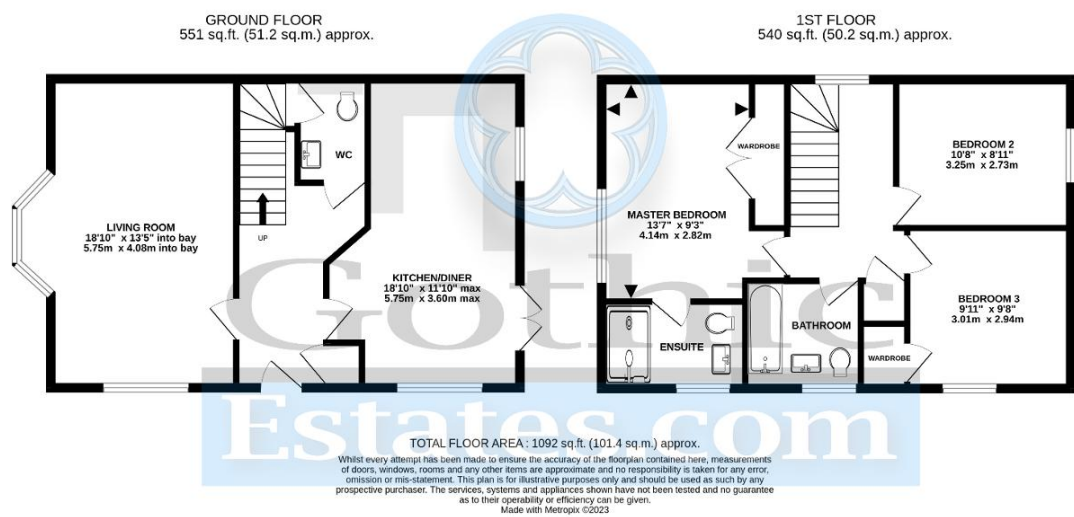 GROUND FLOOR
551 sq.ft. (51.2 sq.m.) approx.
1ST FLOOR
540 sq.ft. (50.2 sq.m.) approx.
WC
UP
LIVING ROOM
18'10" x 13'5" into bay
5.75m x 4.08m into bay
KITCHEN/DINER
18'10" x 11'10" max
5.75m x 3.60m max
WARDROBE
BEDROOM 2
10'8" x 8'11"
3.25m x 2.73m
MASTER BEDROOM
13'7" x 9'3"
4.14m x 2.82m
BEDROOM 3
9'11" x 9'8"
3.01m x 2.94m
ENSUITE
BATHROOM
WARDROBE
Gothic
Estates.com
TOTAL FLOOR AREA : 1092 sq.ft. (101.4 sq.m.) approx.
Whilst every attempt has been made to ensure the accuracy of the floorplan contained here, measurements
of doors, windows, rooms and any other items are approximate and no responsibility is taken for any error,
omission or mis-statement. This plan is for illustrative purposes only and should be used as such by any
prospective purchaser. The services, systems and appliances shown have not been tested and no guarantee
as to their operability or efficiency can be given.
Made with Metropix ©2023